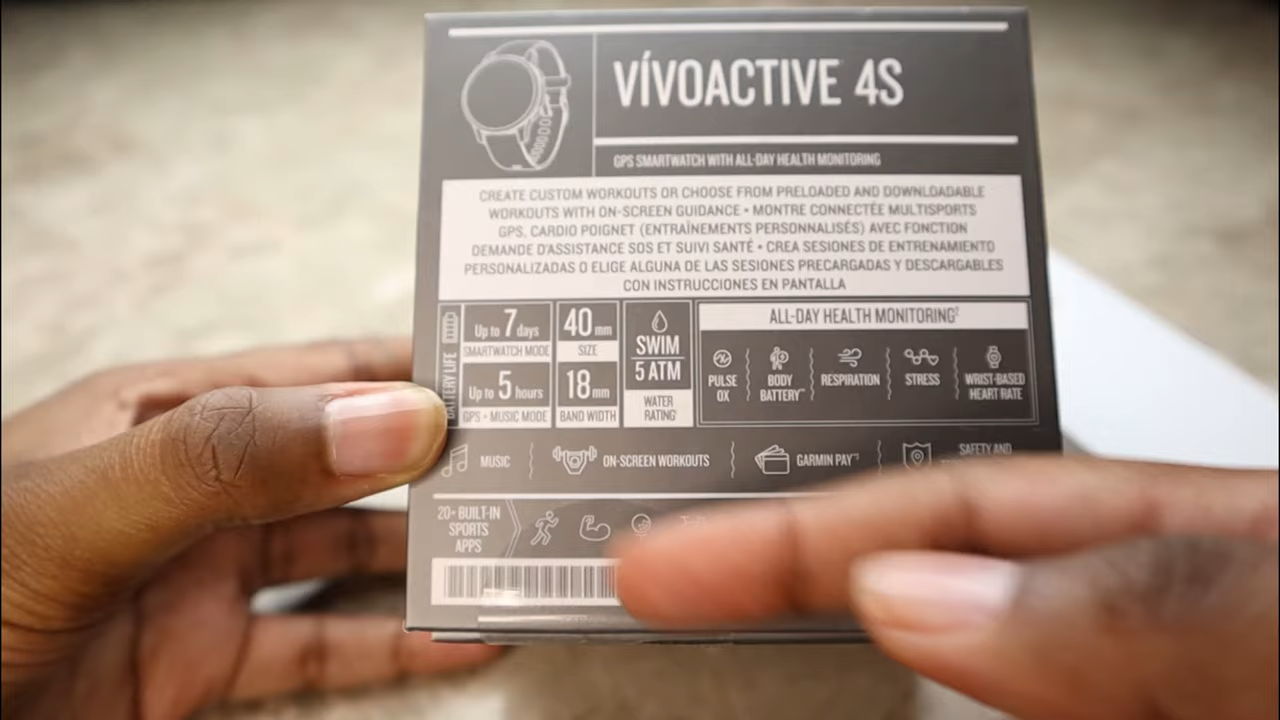 VÍVOACTIVE 4S
GPS SMARTWATCH WITH ALL-DAY HEALTH MONITORING
CREATE CUSTOM WORKOUTS OR CHOOSE FROM PRELOADED AND DOWNLOADABLE
WORKOUTS WITH ON-SCREEN GUIDANCE • MONTRE CONNECTÉE MULTISPORTS
GPS, CARDIO POIGNET (ENTRAÎNEMENTS PERSONNALISÉS) AVEC FONCTION
DEMANDE D'ASSISTANCE SOS ET SUIVI SANTÉ • CREA SESIONES DE ENTRENAMIENTO
PERSONALIZADAS O ELIGE ALGUNA DE LAS SESIONES PRECARGADAS Y DESCARGABLES
CON INSTRUCCIONES EN PANTALLA
BATTERY LIFE
Up to 7 days
SMARTWATCH MODE
Up to 5 hours
GPS + MUSIC MODE
40 mm
SIZE
18 mm
BAND WIDTH
SWIM
5 ATM
WATER
RATING
ALL-DAY HEALTH MONITORING
PULSE
OX
BODY
BATTERY™
RESPIRATION
STRESS
WRIST-BASED
HEART RATE
MUSIC
ON-SCREEN WORKOUTS
GARMIN PAY™
SAFETY AND
20+ BUILT-IN
SPORTS
APPS